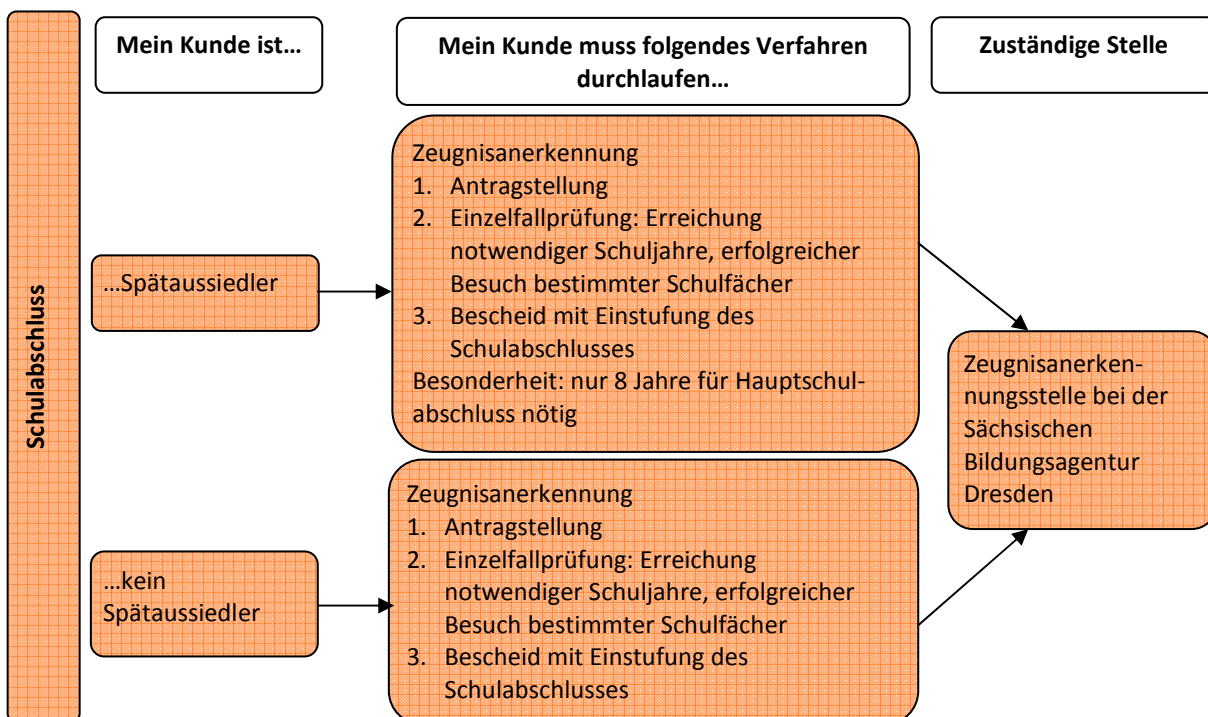 Schulabschluss
Mein Kunde ist…
Mein Kunde muss folgendes Verfahren
durchlaufen…
Zuständige Stelle
…Spätaussiedler
Zeugnisanerkennung
1. Antragstellung
2. Einzelfallprüfung: Erreichung
notwendiger Schuljahre, erfolgreicher
Besuch bestimmter Schulfächer
3. Bescheid mit Einstufung des
Schulabschlusses
Besonderheit: nur 8 Jahre für Hauptschul-
abschluss nötig
…kein
Spätaussiedler
Zeugnisanerkennung
1. Antragstellung
2. Einzelfallprüfung: Erreichung
notwendiger Schuljahre, erfolgreicher
Besuch bestimmter Schulfächer
3. Bescheid mit Einstufung des
Schulabschlusses
Zeugnisanerken-
nungsstelle bei der
Sächsischen
Bildungsagentur
Dresden